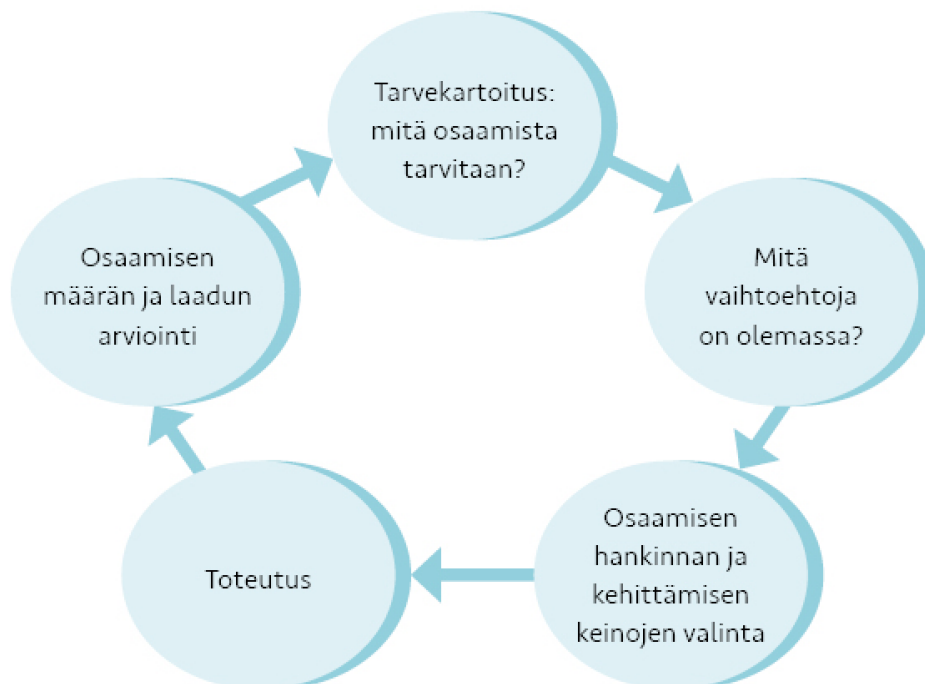 Tarvekartoitus:
mitä osaamista
tarvitaan?
Mitä
vaihtoehtoja
on olemassa?
Osaamisen
hankinnan ja
kehittämisen
keinojen valinta
Toteutus
Osaamisen
määrän ja laadun
arviointi